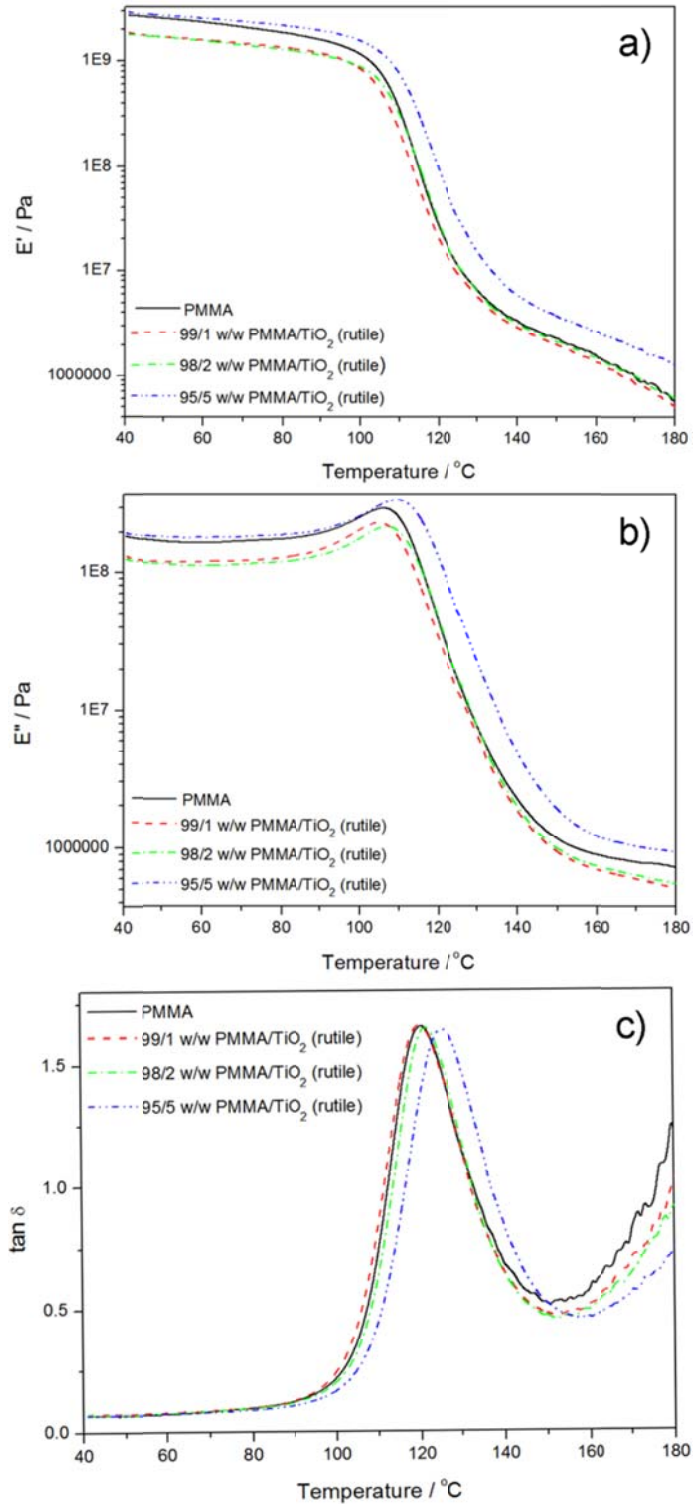 a)
1E9
1E8
1E7
1000000
E' / Pa
PMMA
99/1 w/w PMMA/TiO2 (rutile)
98/2 w/w PMMA/TiO2 (rutile)
95/5 w/w PMMA/TiO2 (rutile)
40 60 80 100 120 140 160 180
Temperature / °C
b)
1E8
1E7
1000000
E" / Pa
PMMA
99/1 w/w PMMA/TiO2 (rutile)
98/2 w/w PMMA/TiO2 (rutile)
95/5 w/w PMMA/TiO2 (rutile)
40 60 80 100 120 140 160 180
Temperature / °C
c)
PMMA
99/1 w/w PMMA/TiO2 (rutile)
98/2 w/w PMMA/TiO2 (rutile)
95/5 w/w PMMA/TiO2 (rutile)
1.5
1.0
0.5
0.0
tan δ
40 60 80 100 120 140 160 180
Temperature / °C